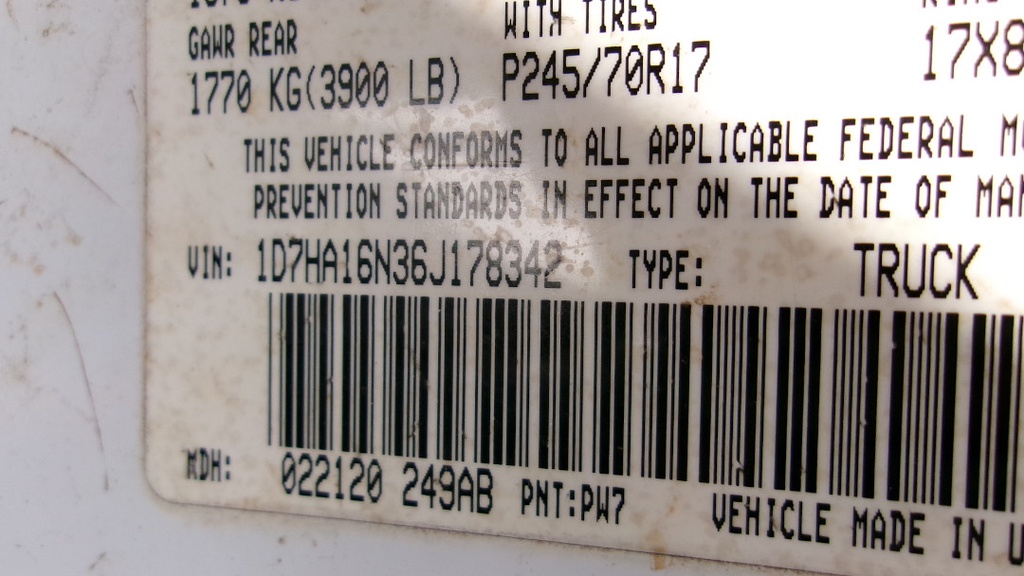 WITH TIRES
GAWR REAR
1770 KG(3900 LB) P245/70R17 17X8
THIS VEHICLE CONFORMS TO ALL APPLICABLE FEDERAL M
PREVENTION STANDARDS IN EFFECT ON THE DATE OF MAN
VIN: 1D7HA16N36J178342 TYPE: TRUCK
MDH: 022120 249AB PNT:PW7 VEHICLE MADE IN U